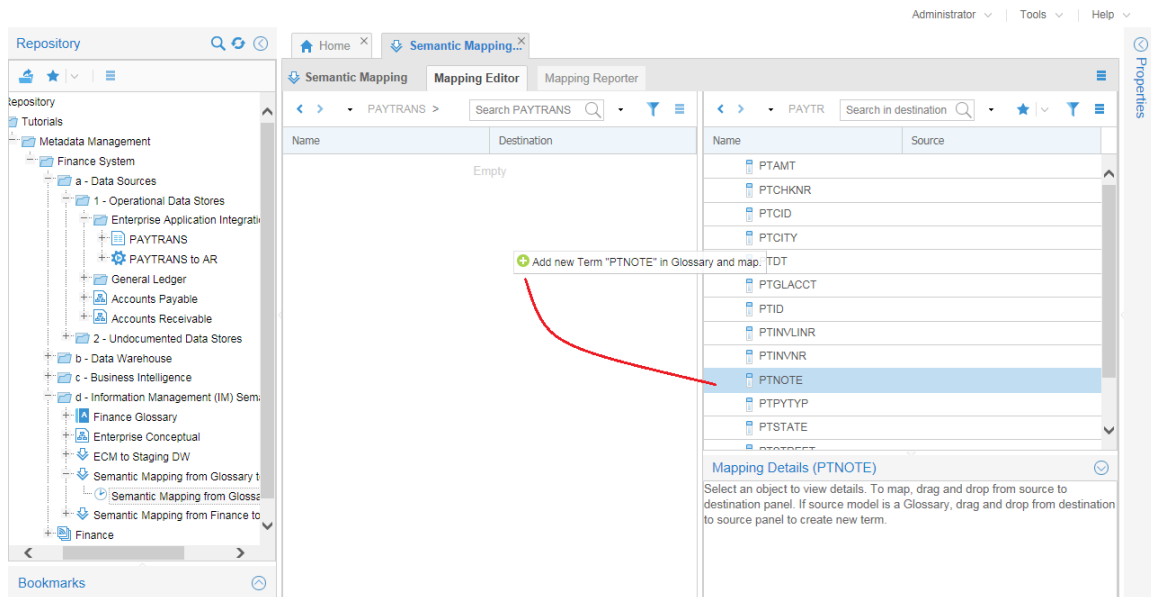 Administrator Tools Help
Repository
Home
Semantic Mapping...
Properties
Semantic Mapping
Mapping Editor
Mapping Reporter
Repository
Tutorials
Metadata Management
Finance System
a - Data Sources
1 - Operational Data Stores
Enterprise Application Integrati
PAYTRANS
PAYTRANS to AR
General Ledger
Accounts Payable
Accounts Receivable
2 - Undocumented Data Stores
b - Data Warehouse
c - Business Intelligence
d - Information Management (IM) Sema
Finance Glossary
Enterprise Conceptual
ECM to Staging DW
Semantic Mapping from Glossary t
Semantic Mapping from Glossa
Semantic Mapping from Finance to
Finance
Bookmarks
PAYTRANS >
Search PAYTRANS
Name Destination
Empty
Add new Term "PTNOTE" in Glossary and map.
PAYTR
Search in destination
Name Source
PTAMT
PTCHKNR
PTCID
PTCITY
TDT
PTGLACCT
PTID
PTINVLINR
PTINVNR
PTNOTE
PTPYTYP
PTSTATE
PTSTREET
Mapping Details (PTNOTE)
Select an object to view details. To map, drag and drop from source to
destination panel. If source model is a Glossary, drag and drop from destination
to source panel to create new term.